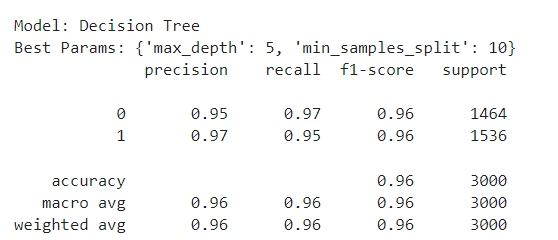 Model: Decision Tree
Best Params: {'max_depth': 5, 'min_samples_split': 10}
precision recall f1-score support
0 0.95 0.97 0.96 1464
1 0.97 0.95 0.96 1536
accuracy 0.96 3000
macro avg 0.96 0.96 0.96 3000
weighted avg 0.96 0.96 0.96 3000